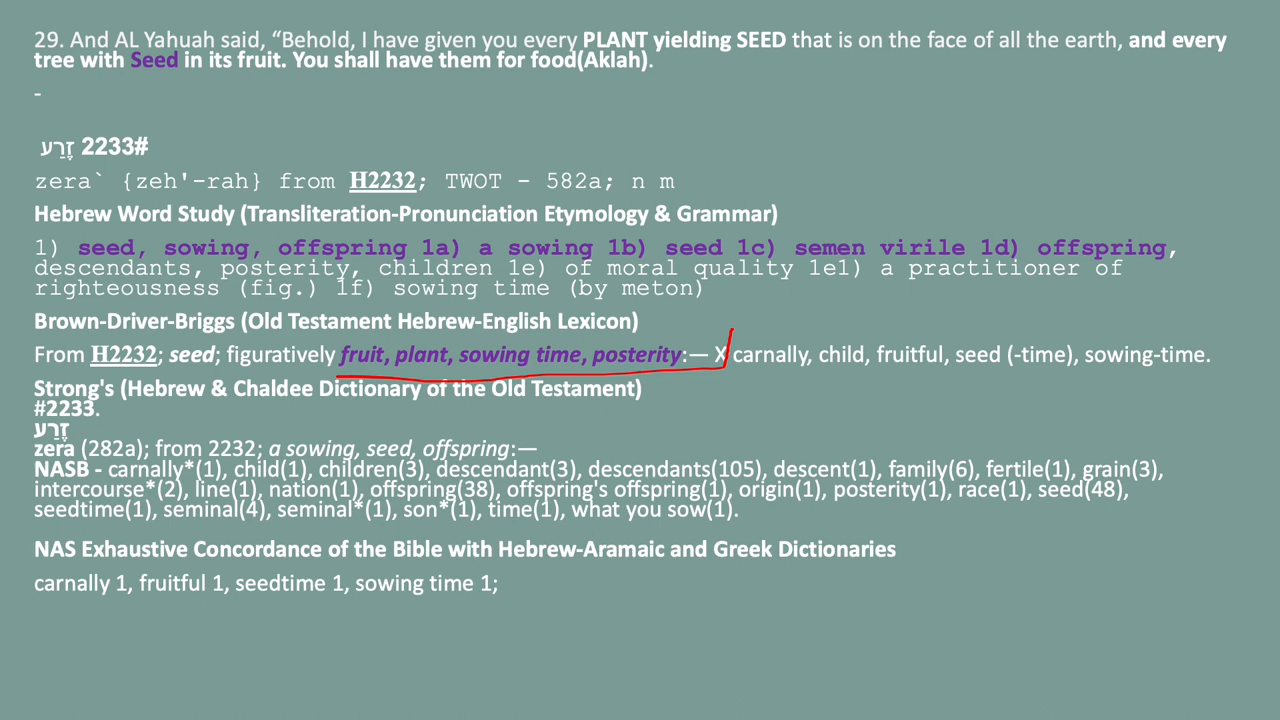 29. And AL Yahuah said, “Behold, I have given you every PLANT yielding SEED that is on the face of all the earth, and every
tree with Seed in its fruit. You shall have them for food(Aklah).
-
זֶרַע 2233#
zera` {zeh'-rah} from H2232; TWOT - 582a; n m
Hebrew Word Study (Transliteration-Pronunciation Etymology & Grammar)
1) seed, sowing, offspring 1a) a sowing 1b) seed 1c) semen virile 1d) offspring,
descendants, posterity, children 1e) of moral quality 1e1) a practitioner of
righteousness (fig.) 1f) sowing time (by meton)
Brown-Driver-Briggs (Old Testament Hebrew-English Lexicon)
From H2232; seed; figuratively fruit, plant, sowing time, posterity:— X carnally, child, fruitful, seed (-time), sowing-time.
Strong's (Hebrew & Chaldee Dictionary of the Old Testament)
#2233.
זֶרַע
zera (282a); from 2232; a sowing, seed, offspring:—
NASB - carnally*(1), child(1), children(3), descendant(3), descendants(105), descent(1), family(6), fertile(1), grain(3),
intercourse*(2), line(1), nation(1), offspring(38), offspring's offspring(1), origin(1), posterity(1), race(1), seed(48),
seedtime(1), seminal(4), seminal*(1), son*(1), time(1), what you sow(1).
NAS Exhaustive Concordance of the Bible with Hebrew-Aramaic and Greek Dictionaries
carnally 1, fruitful 1, seedtime 1, sowing time 1;